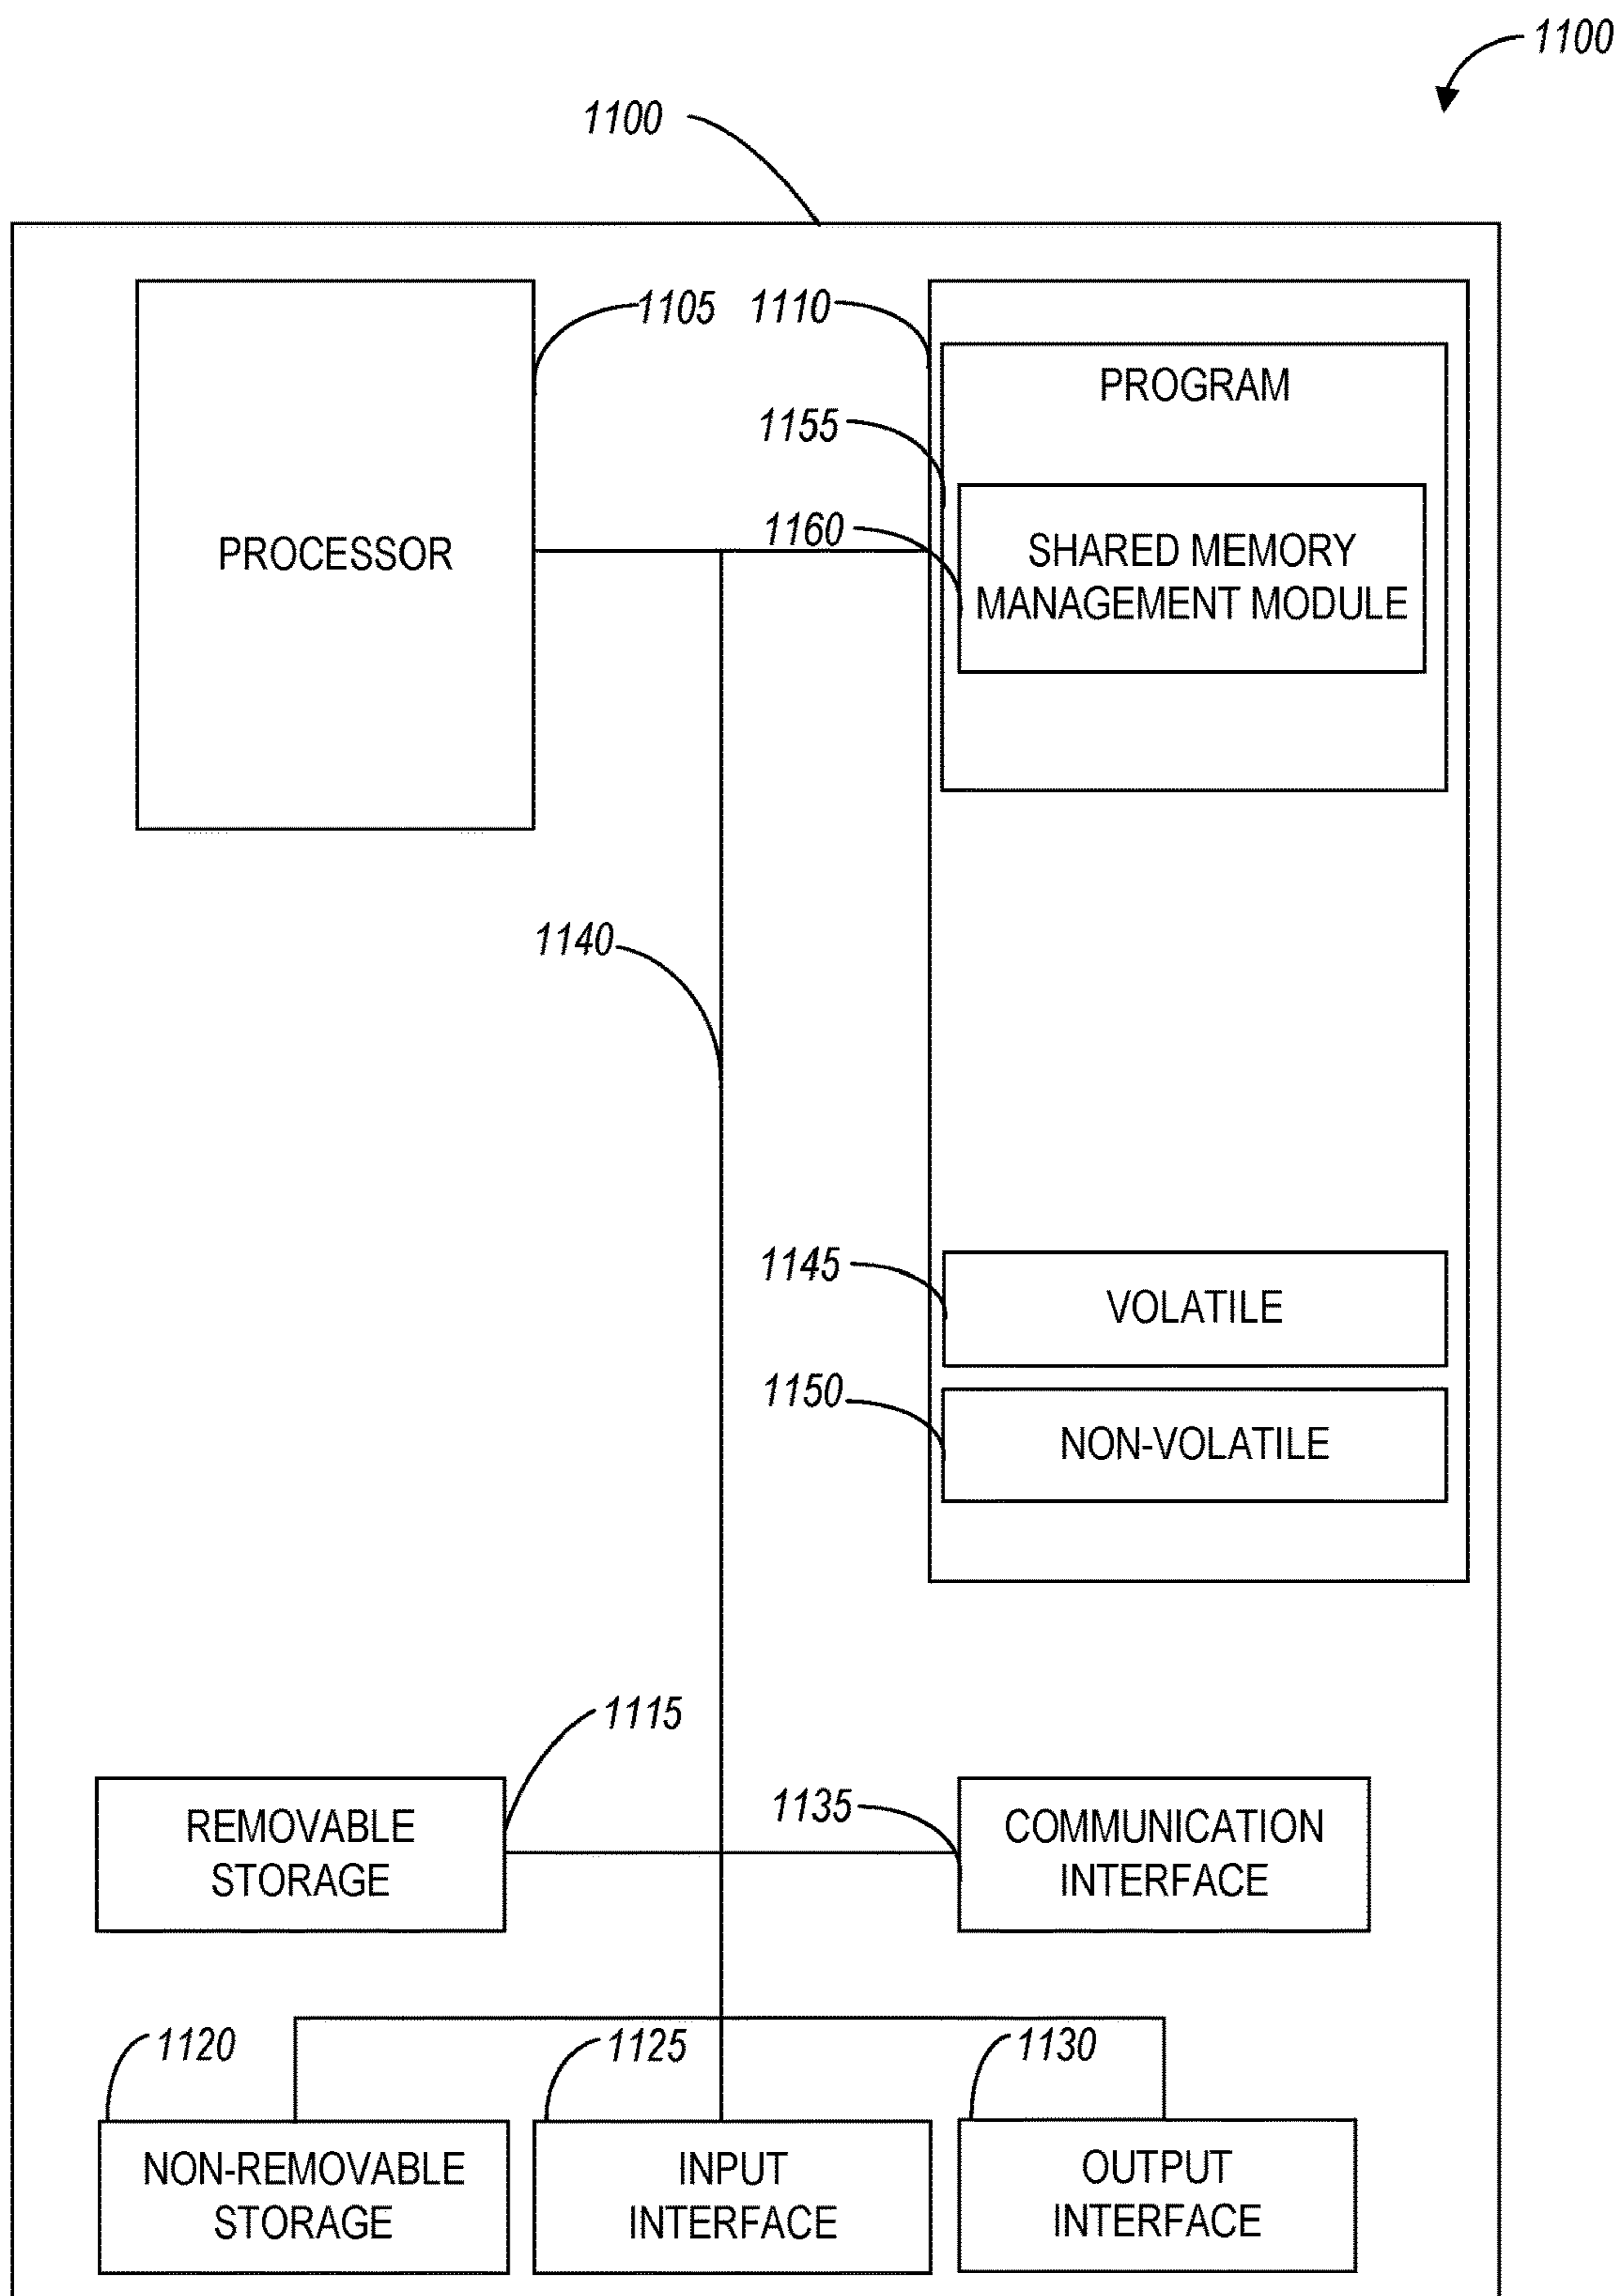 1100
1100
1105
1110
PROGRAM
1155
1160
PROCESSOR
SHARED MEMORY
MANAGEMENT MODULE
1140
1145
VOLATILE
1150
NON-VOLATILE
1115
REMOVABLE
STORAGE
1135
COMMUNICATION
INTERFACE
1120
1125
1130
NON-REMOVABLE
STORAGE
INPUT
INTERFACE
OUTPUT
INTERFACE